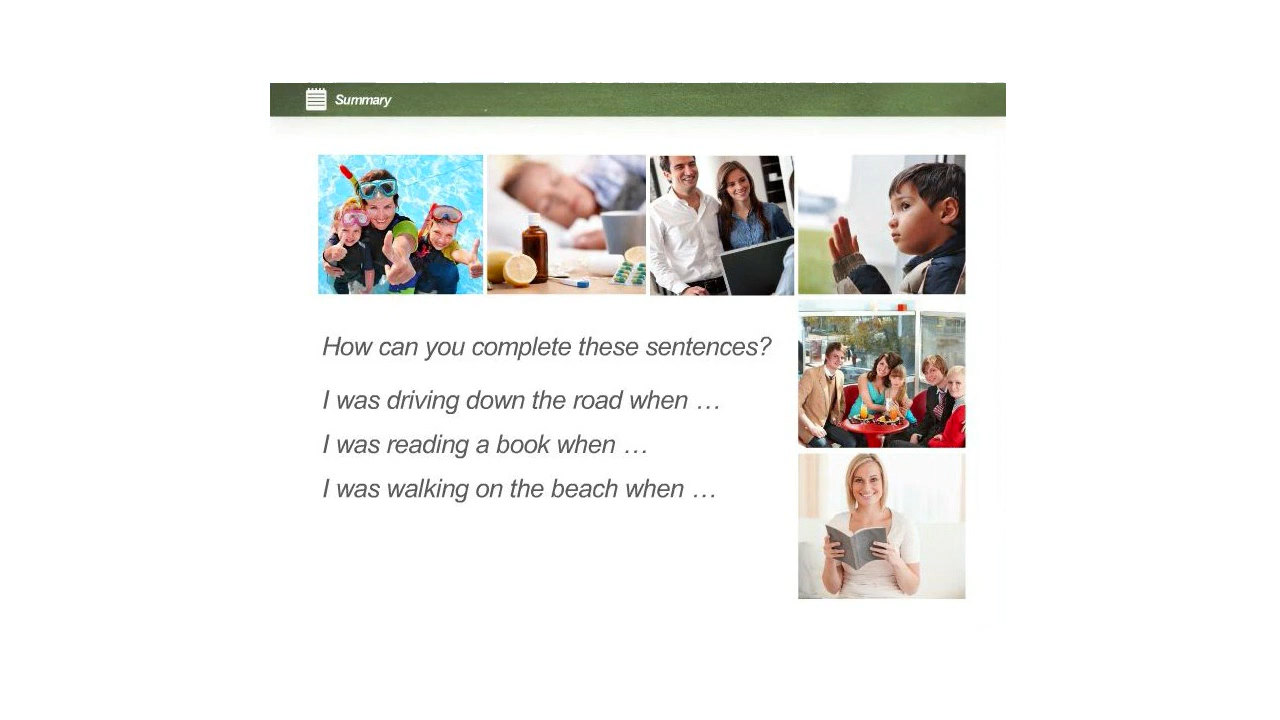 Summary
How can you complete these sentences?
I was driving down the road when …
I was reading a book when …
I was walking on the beach when …